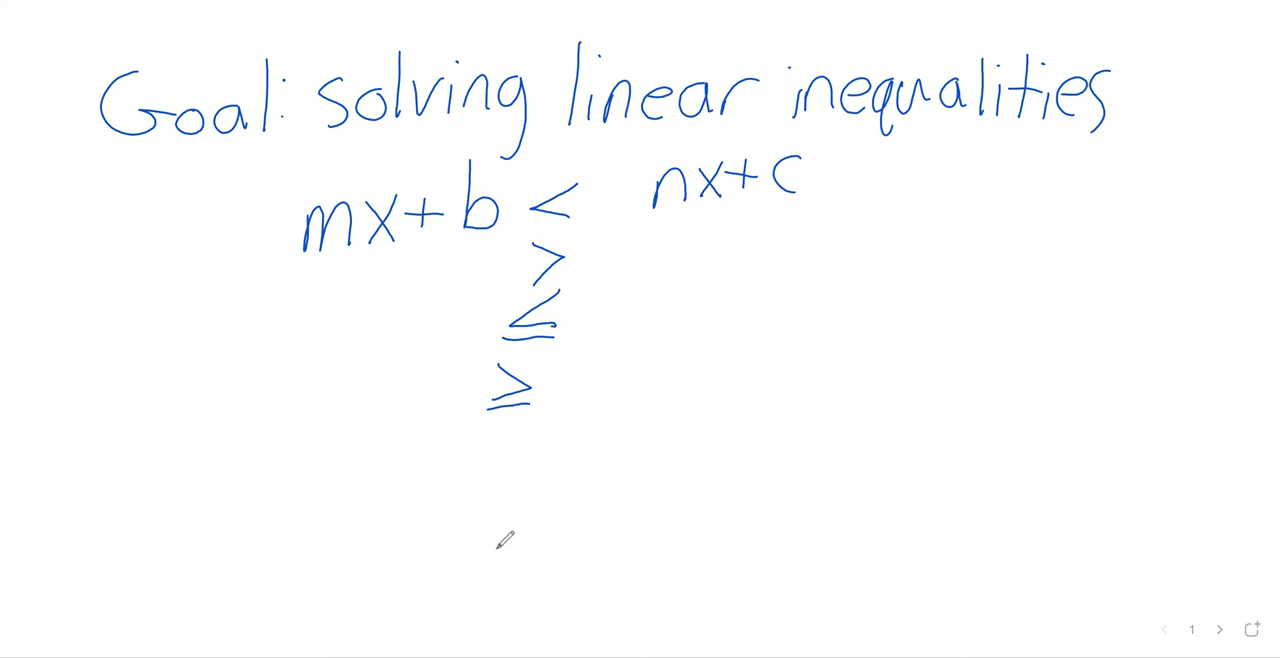 Goal: solving linear inequalities
mx + b < nx + c
>
≤
≥
1